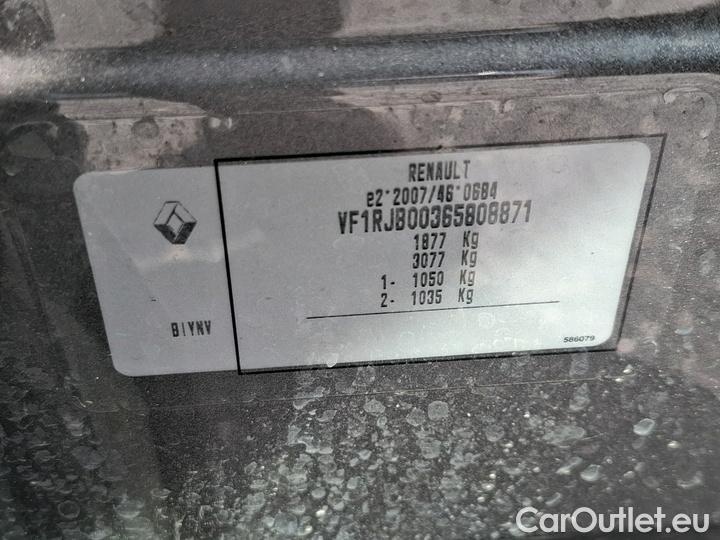 RENAULT
e2*2007/46*0684
VF1RJB00365808871
1877 Kg
3077 Kg
1- 1050 Kg
2- 1035 Kg
BIYNV
586079
CarOutlet.eu